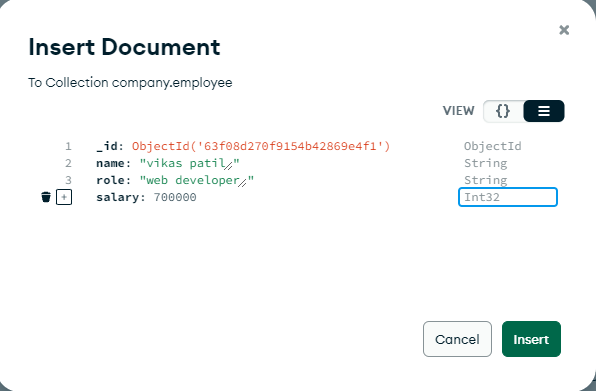 Insert Document
To Collection company.employee
VIEW {}
1 _id: ObjectId('63f08d270f9154b42869e4f1') ObjectId
2 name: "vikas patil" String
3 role: "web developer" String
+ salary: 700000 Int32
Cancel Insert